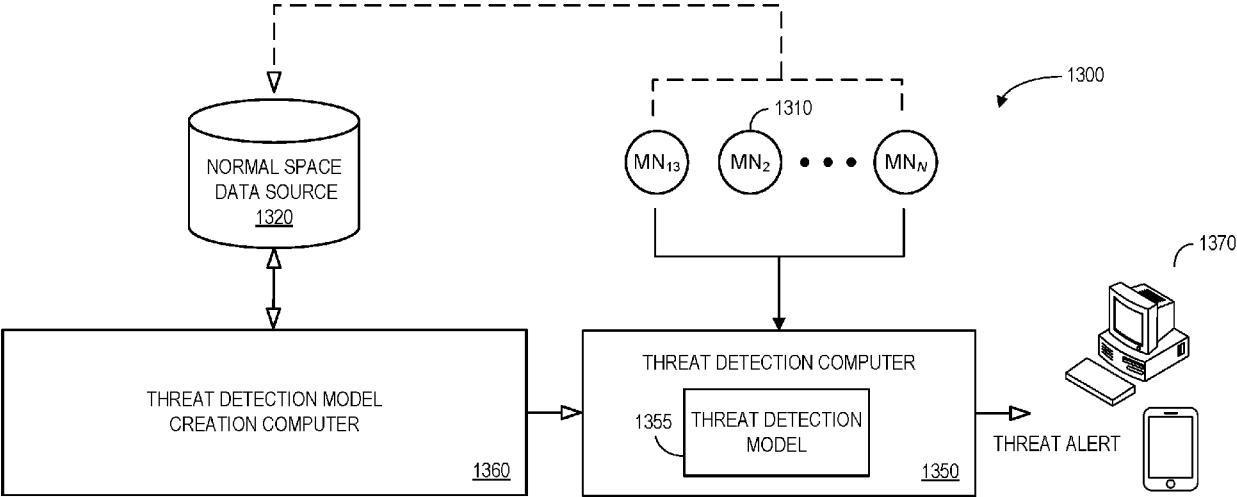 1300
1310
MN₁₃ MN₂ • • • MN_N
NORMAL SPACE
DATA SOURCE
1320
1370
THREAT DETECTION MODEL
CREATION COMPUTER
1360
THREAT DETECTION COMPUTER
1355
THREAT DETECTION
MODEL
1350
THREAT ALERT